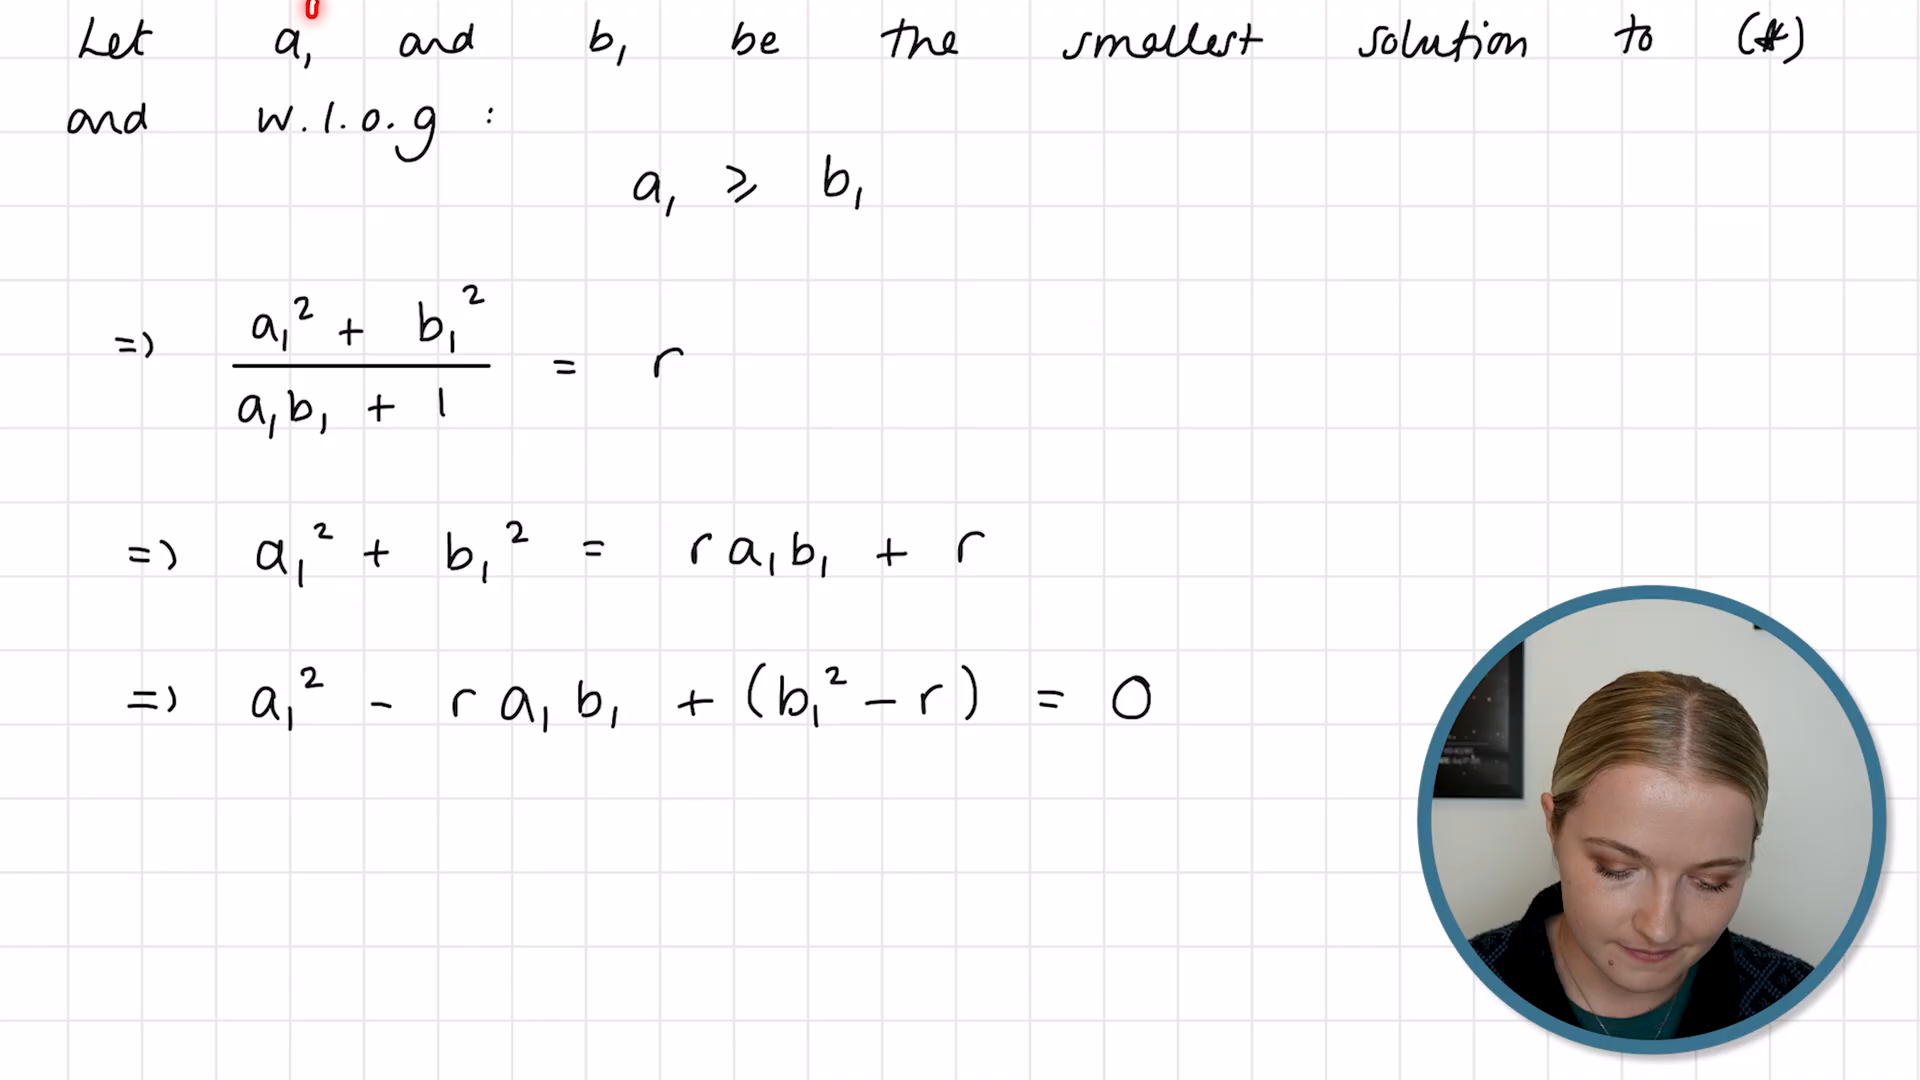 Let a₁ and b₁ be the smallest solution to (*)
and w.l.o.g :
a₁ ⩾ b₁
=> (a₁² + b₁²) / (a₁b₁ + 1) = r
=> a₁² + b₁² = r a₁b₁ + r
=> a₁² - r a₁ b₁ + (b₁² - r) = 0